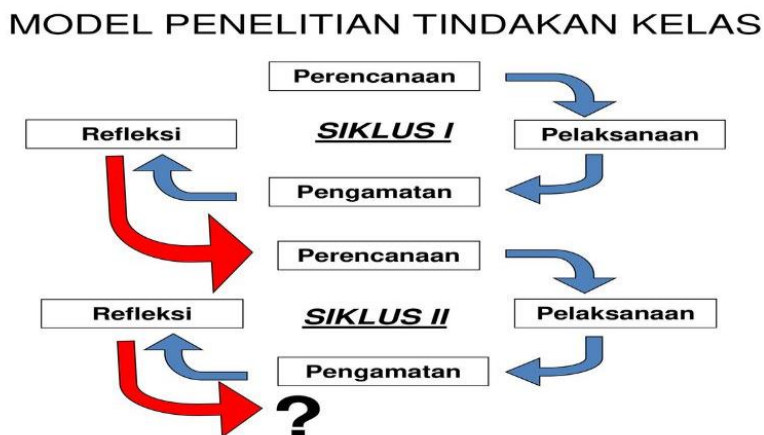 MODEL PENELITIAN TINDAKAN KELAS
Perencanaan
Refleksi
SIKLUS I
Pelaksanaan
Pengamatan
Perencanaan
Refleksi
SIKLUS II
Pelaksanaan
Pengamatan
?